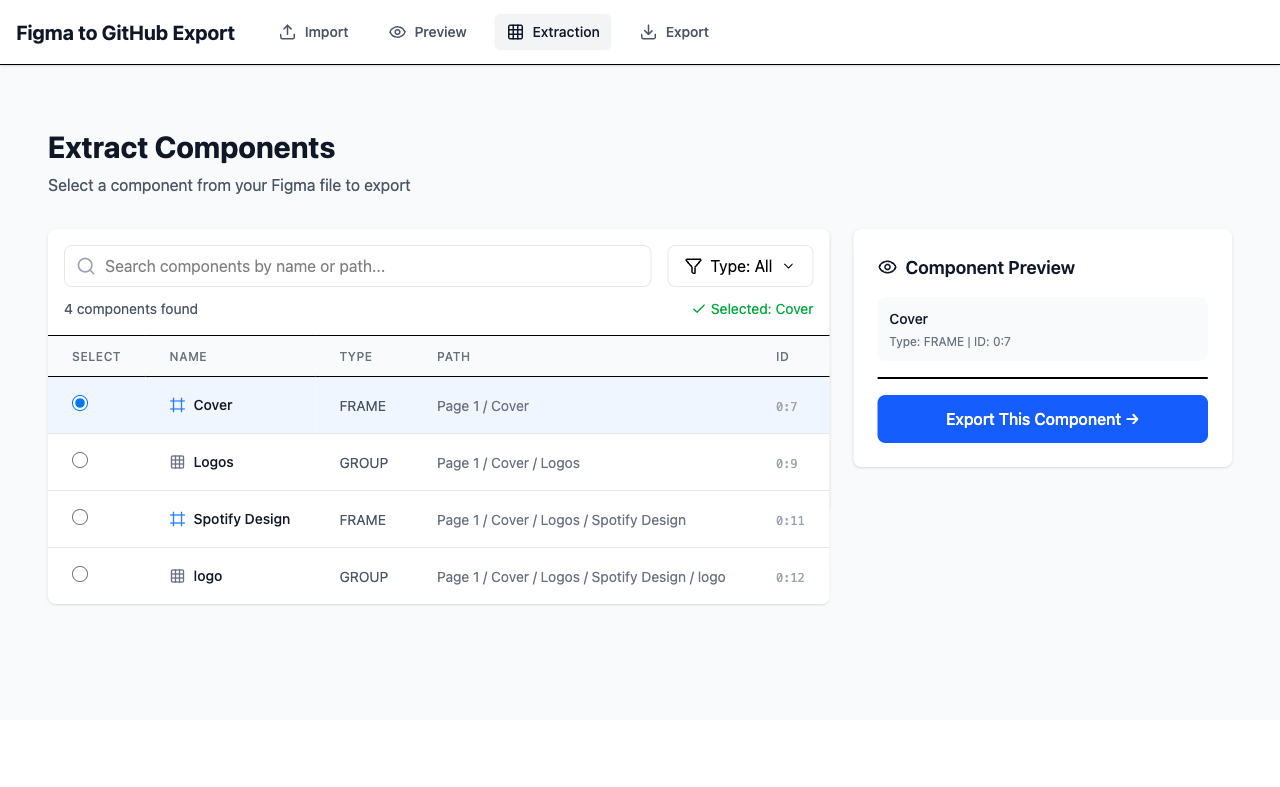 Figma to GitHub Export Import Preview Extraction Export
Extract Components
Select a component from your Figma file to export
Search components by name or path...
Type: All
4 components found
Selected: Cover
SELECT NAME TYPE PATH ID
Cover FRAME Page 1 / Cover 0:7
Logos GROUP Page 1 / Cover / Logos 0:9
Spotify Design FRAME Page 1 / Cover / Logos / Spotify Design 0:11
logo GROUP Page 1 / Cover / Logos / Spotify Design / logo 0:12
Component Preview
Cover
Type: FRAME | ID: 0:7
Export This Component →